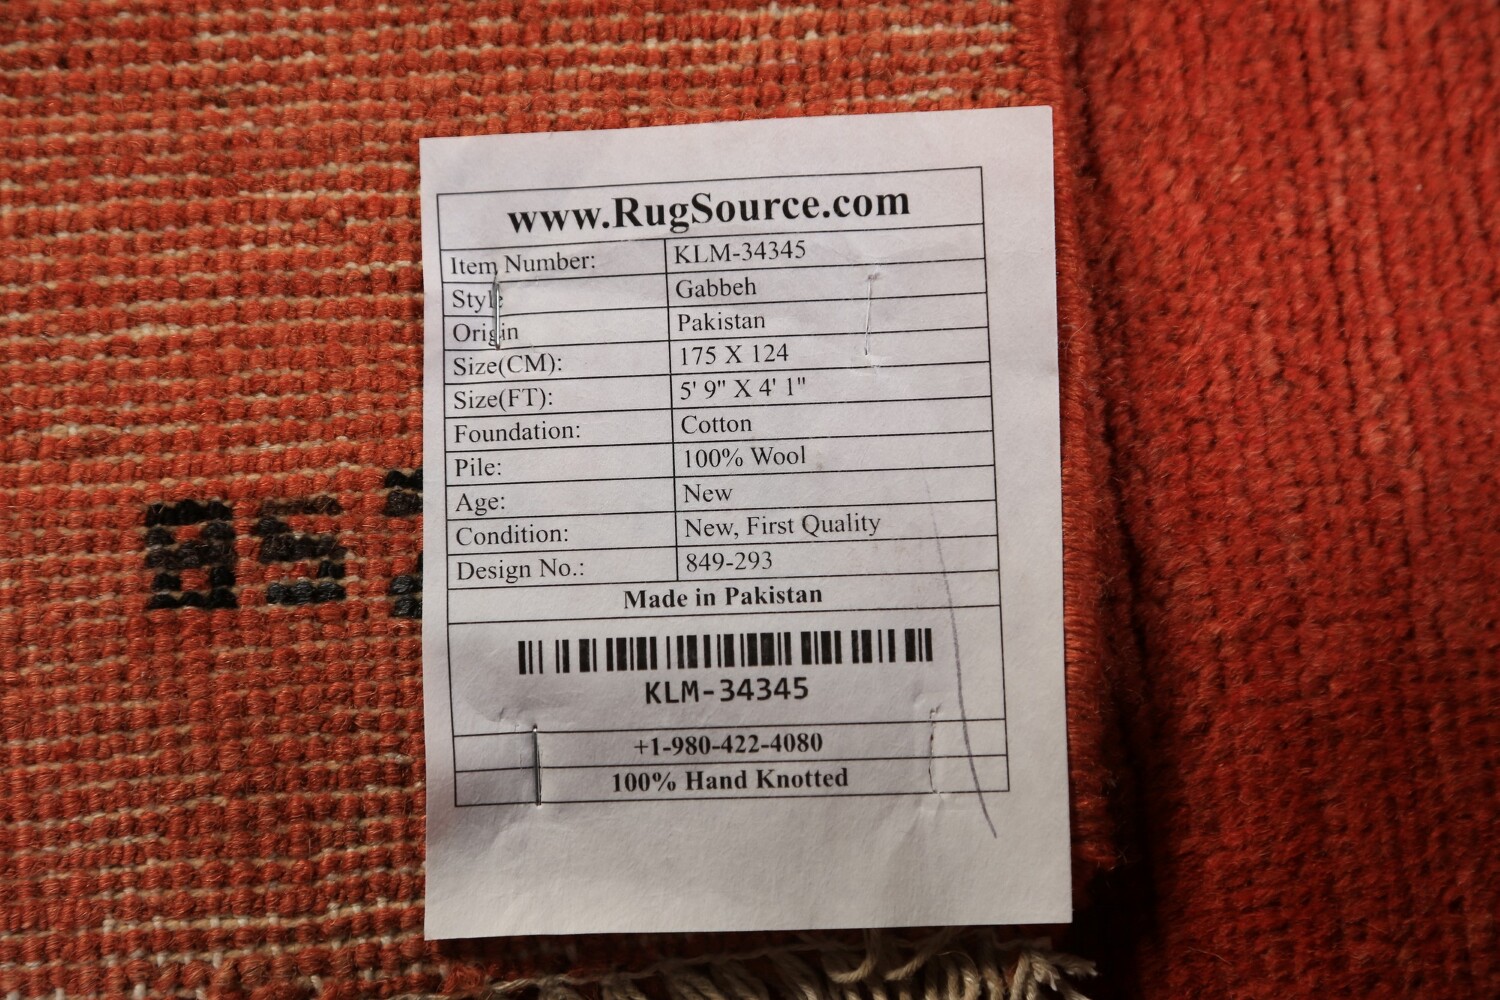 www.RugSource.com
Item Number: KLM-34345
Style Gabbeh
Origin Pakistan
Size(CM): 175 X 124
Size(FT): 5' 9" X 4' 1"
Foundation: Cotton
Pile: 100% Wool
Age: New
Condition: New, First Quality
Design No.: 849-293
Made in Pakistan
KLM-34345
+1-980-422-4080
100% Hand Knotted